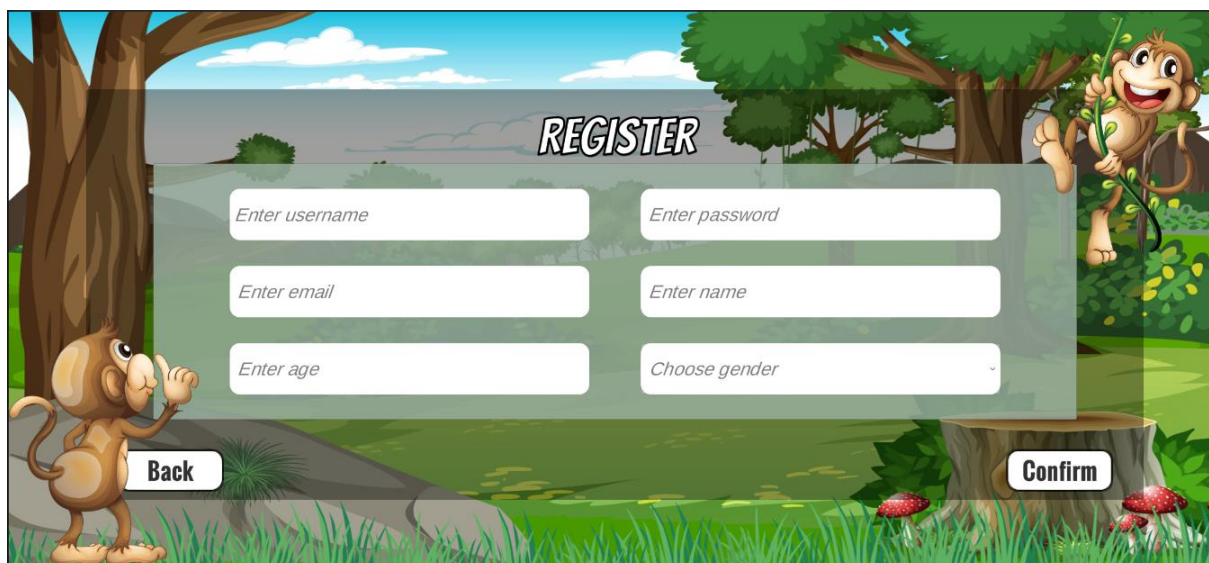 REGISTER
Enter username
Enter password
Enter email
Enter name
Enter age
Choose gender
Back
Confirm